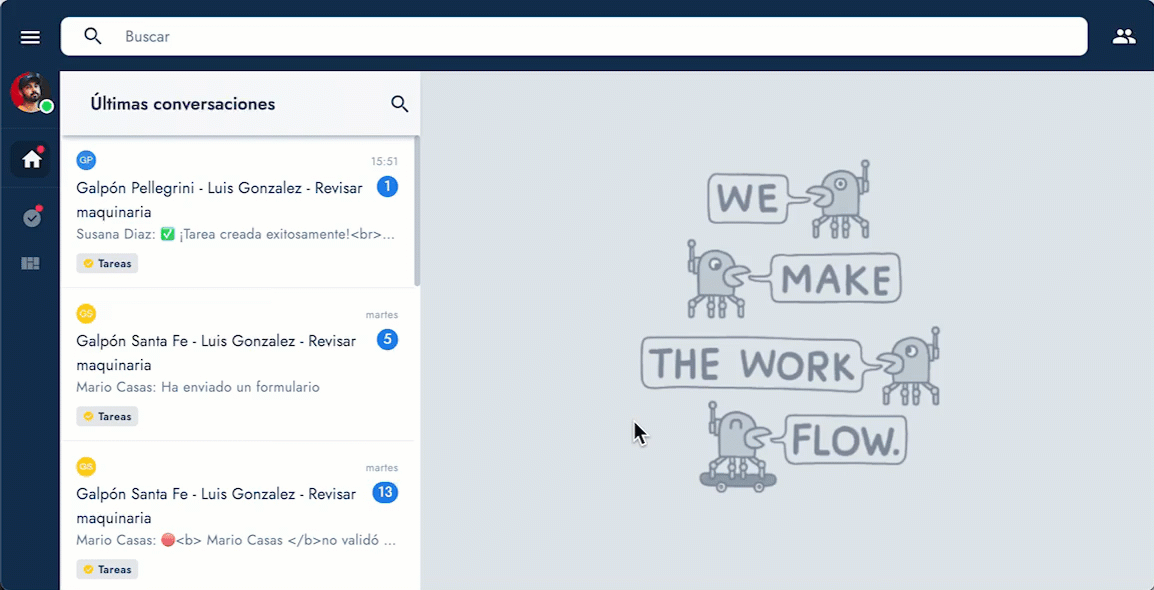 Buscar
Últimas conversaciones
GP
15:51
Galpón Pellegrini - Luis Gonzalez - Revisar
maquinaria
1
Susana Diaz: ✅ ¡Tarea creada exitosamente!<br>...
Tareas
GS
martes
Galpón Santa Fe - Luis Gonzalez - Revisar
maquinaria
5
Mario Casas: Ha enviado un formulario
Tareas
GS
martes
Galpón Santa Fe - Luis Gonzalez - Revisar
maquinaria
13
Mario Casas: 🔴<b> Mario Casas </b>no validó ...
Tareas
WE
MAKE
THE WORK
FLOW.